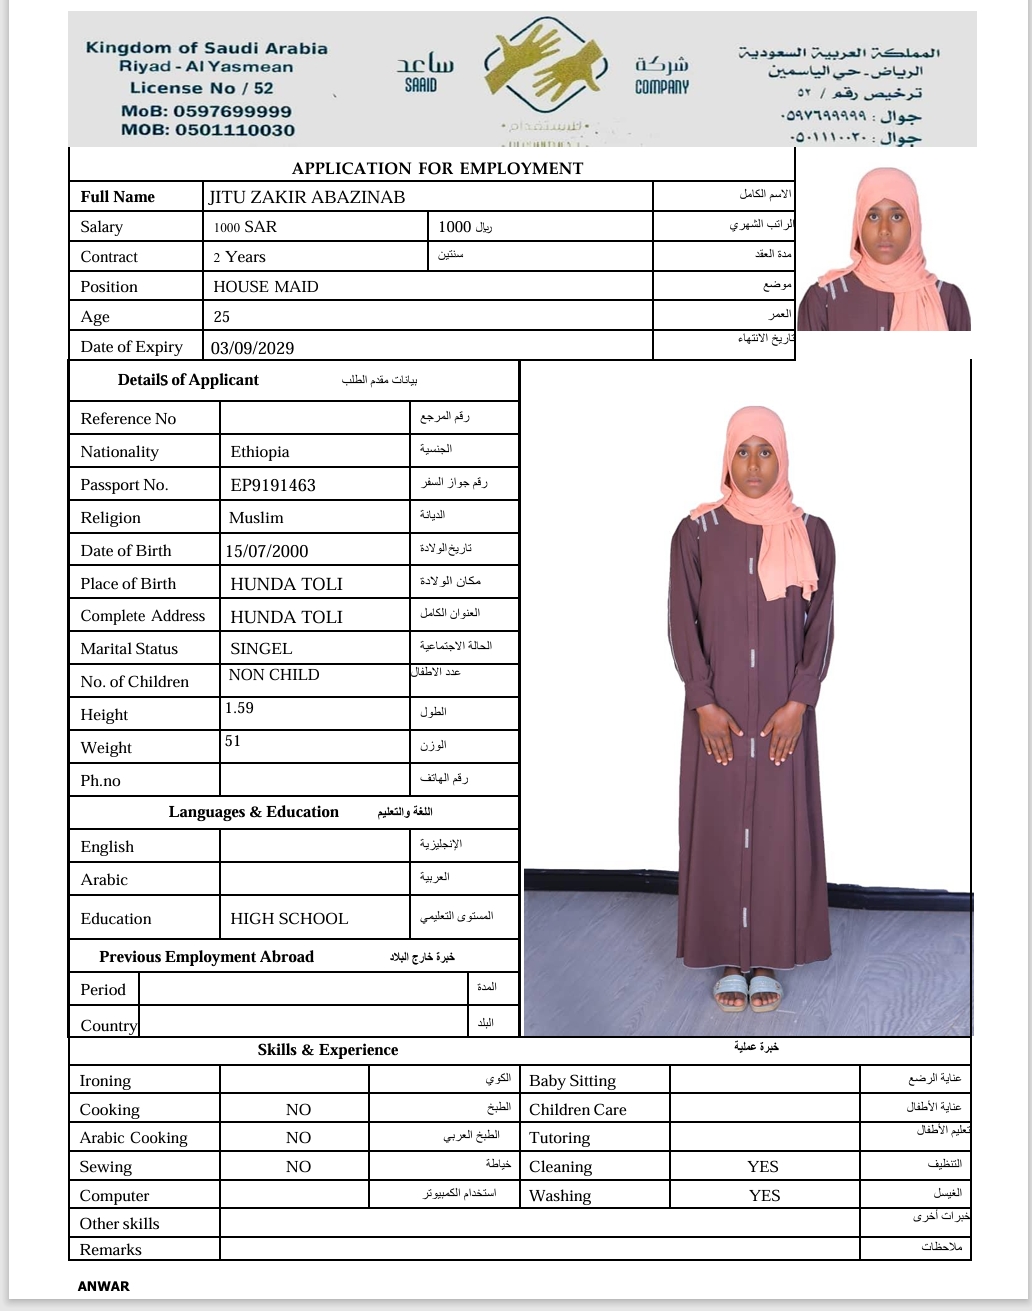 Kingdom of Saudi Arabia
Riyad - Al Yasmean
License No / 52
MoB: 0597699999
MOB: 0501110030
ساعد
SAAID
شركة
COMPANY
للاستقدام
المملكة العربية السعودية
الرياض - حي الياسمين
ترخيص رقم / ٥٢
جوال : ٠٥٩٧٦٩٩٩٩٩
جوال : ٠٥٠١١١٠٠٣٠
APPLICATION FOR EMPLOYMENT
Full Name JITU ZAKIR ABAZINAB الاسم الكامل
Salary 1000 SAR 1000 ريال الراتب الشهري
Contract 2 Years سنتين مدة العقد
Position HOUSE MAID موضع
Age 25 العمر
Date of Expiry 03/09/2029 تاريخ الانتهاء
Details of Applicant بيانات مقدم الطلب
Reference No رقم المرجع
Nationality Ethiopia الجنسية
Passport No. EP9191463 رقم جواز السفر
Religion Muslim الديانة
Date of Birth 15/07/2000 تاريخ الولادة
Place of Birth HUNDA TOLI مكان الولادة
Complete Address HUNDA TOLI العنوان الكامل
Marital Status SINGEL الحالة الاجتماعية
No. of Children NON CHILD عدد الاطفال
Height 1.59 الطول
Weight 51 الوزن
Ph.no رقم الهاتف
Languages & Education اللغة والتعليم
English الإنجليزية
Arabic العربية
Education HIGH SCHOOL المستوى التعليمي
Previous Employment Abroad خبرة خارج البلاد
Period المدة
Country البلد
Skills & Experience خبرة عملية
Ironing الكوي Baby Sitting عناية الرضع
Cooking NO الطبخ Children Care عناية الأطفال
Arabic Cooking NO الطبخ العربي Tutoring تعليم الأطفال
Sewing NO خياطة Cleaning YES التنظيف
Computer استخدام الكمبيوتر Washing YES الغيسل
Other skills خبرات أخرى
Remarks ملاحظات
ANWAR